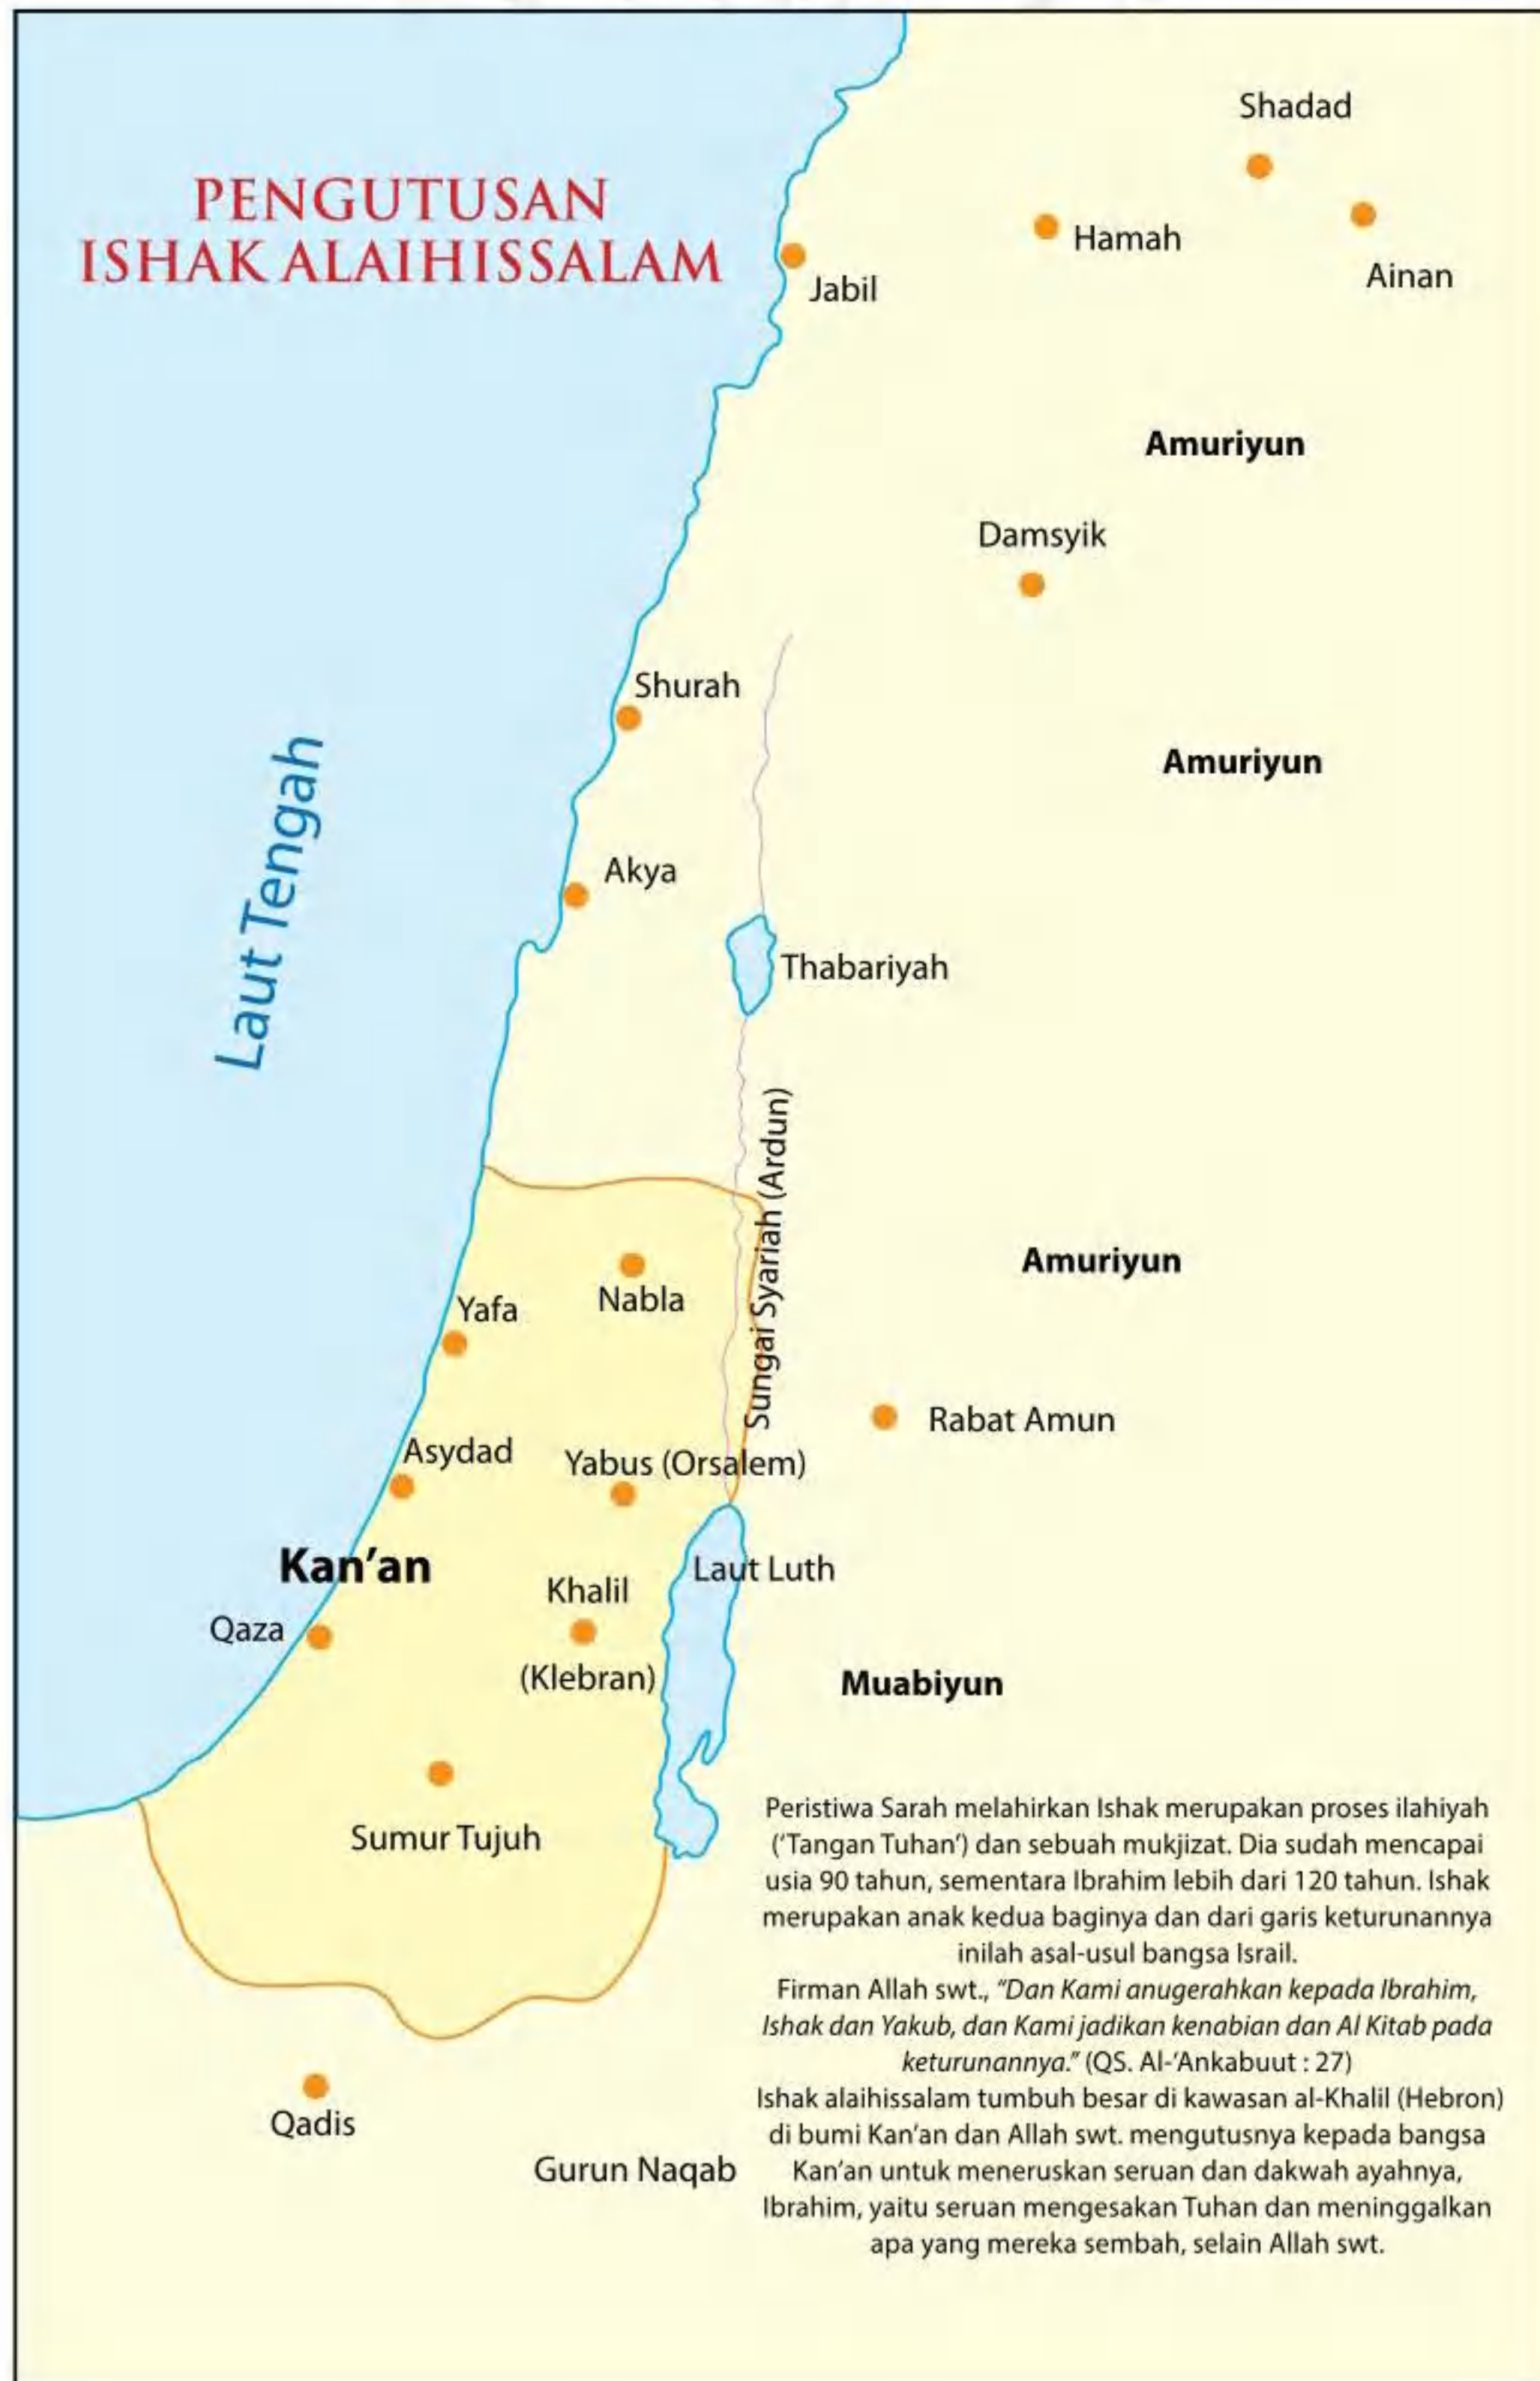 PENGUTUSAN
ISHAK ALAIHISSALAM
Shadad
Hamah
Ainan
Jabil
Amuriyun
Damsyik
Shurah
Amuriyun
Laut Tengah
Akya
Thabariyah
Sungai Syariah (Ardun)
Amuriyun
Nabla
Yafa
Rabat Amun
Asydad
Yabus (Orsalem)
Kan'an
Laut Luth
Khalil
Qaza
(Klebran)
Muabiyun
Sumur Tujuh
Peristiwa Sarah melahirkan Ishak merupakan proses ilahiyah
('Tangan Tuhan') dan sebuah mukjizat. Dia sudah mencapai
usia 90 tahun, sementara Ibrahim lebih dari 120 tahun. Ishak
merupakan anak kedua baginya dan dari garis keturunannya
inilah asal-usul bangsa Israil.
Firman Allah swt., “Dan Kami anugerahkan kepada Ibrahim,
Ishak dan Yakub, dan Kami jadikan kenabian dan Al Kitab pada
keturunannya.” (QS. Al-‘Ankabuut : 27)
Ishak alaihissalam tumbuh besar di kawasan al-Khalil (Hebron)
di bumi Kan'an dan Allah swt. mengutusnya kepada bangsa
Kan'an untuk meneruskan seruan dan dakwah ayahnya,
Ibrahim, yaitu seruan mengesakan Tuhan dan meninggalkan
apa yang mereka sembah, selain Allah swt.
Qadis
Gurun Naqab